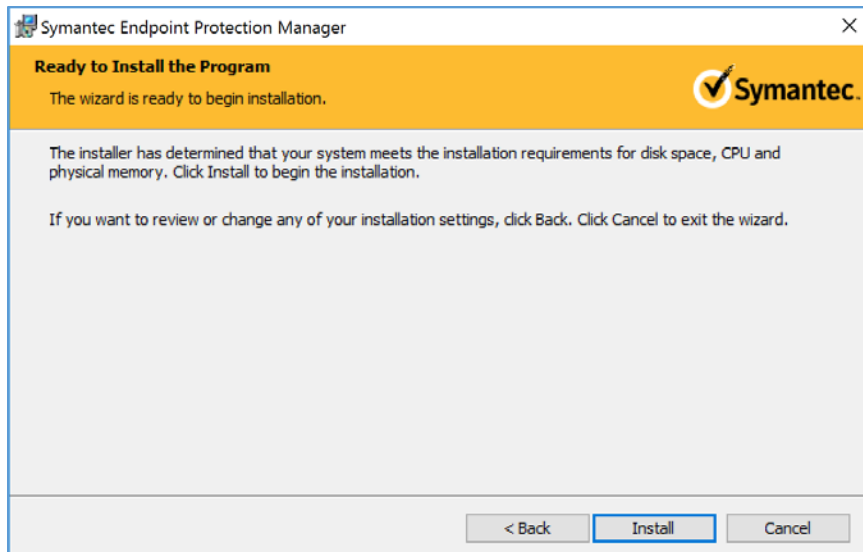 Symantec Endpoint Protection Manager
Ready to Install the Program
The wizard is ready to begin installation.
Symantec.
The installer has determined that your system meets the installation requirements for disk space, CPU and
physical memory. Click Install to begin the installation.
If you want to review or change any of your installation settings, click Back. Click Cancel to exit the wizard.
< Back Install Cancel